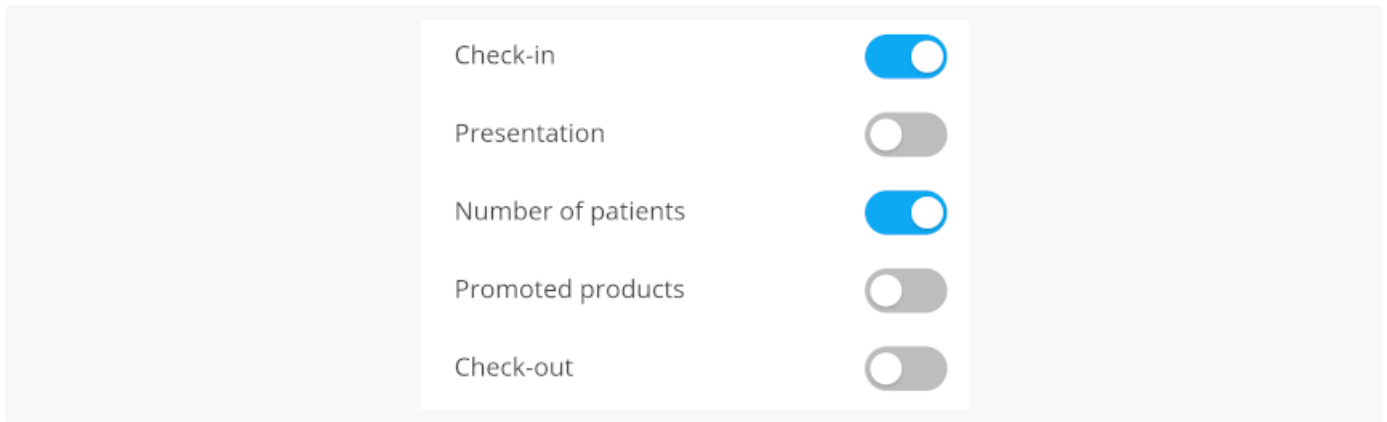 Check-in
Presentation
Number of patients
Promoted products
Check-out